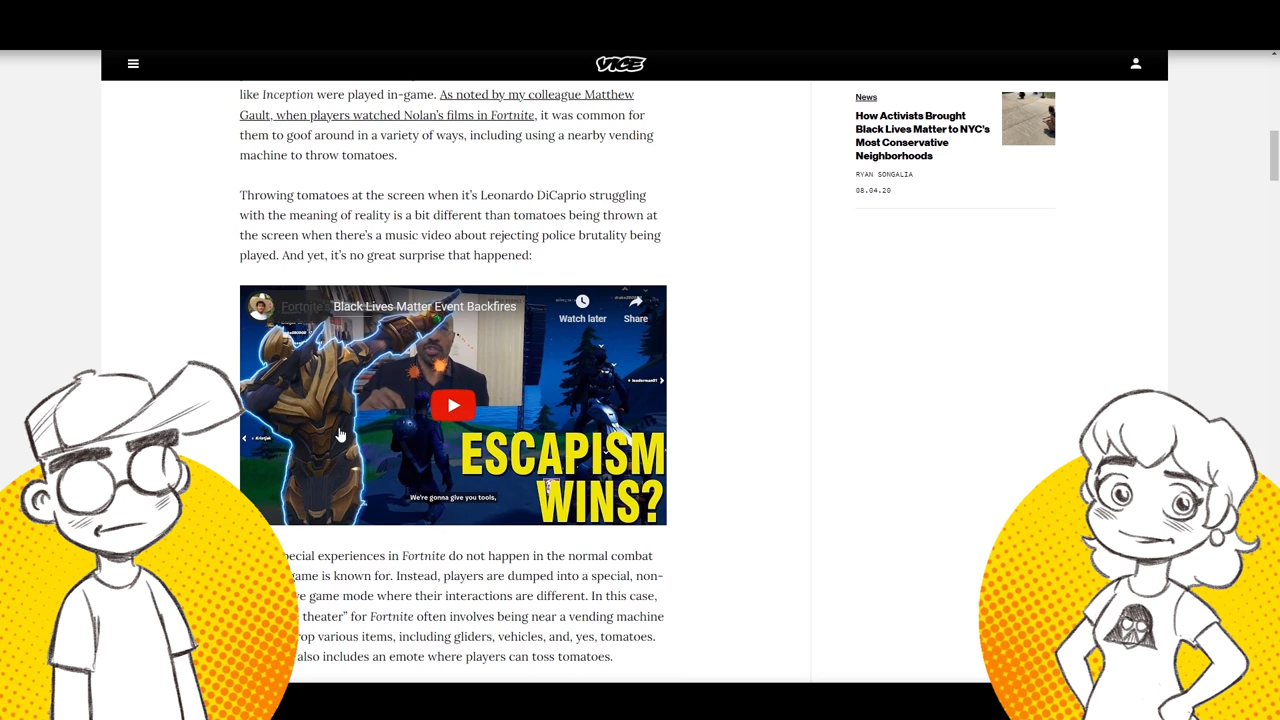 VICE
like Inception were played in-game. As noted by my colleague Matthew
Gault, when players watched Nolan's films in Fortnite, it was common for
them to goof around in a variety of ways, including using a nearby vending
machine to throw tomatoes.
Throwing tomatoes at the screen when it's Leonardo DiCaprio struggling
with the meaning of reality is a bit different than tomatoes being thrown at
the screen when there's a music video about rejecting police brutality being
played. And yet, it's no great surprise that happened:
Fortnite's Black Lives Matter Event Backfires
Watch later
Share
ESCAPISM
WINS?
We're gonna give you tools,
pecial experiences in Fortnite do not happen in the normal combat
ame is known for. Instead, players are dumped into a special, non-
ve game mode where their interactions are different. In this case,
theater” for Fortnite often involves being near a vending machine
rop various items, including gliders, vehicles, and, yes, tomatoes.
also includes an emote where players can toss tomatoes.
News
How Activists Brought
Black Lives Matter to NYC's
Most Conservative
Neighborhoods
RYAN SONGALIA
08.04.20